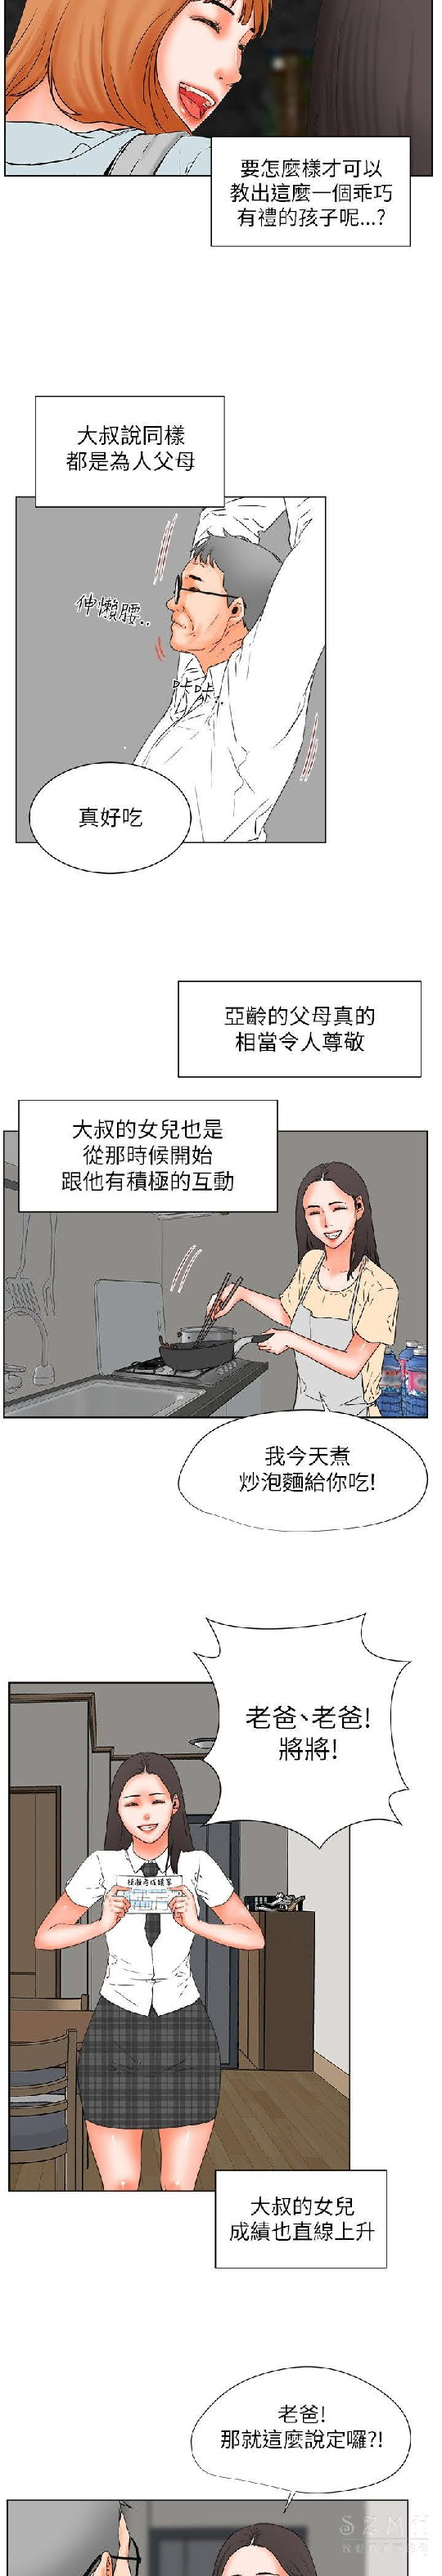 要怎麼樣才可以
教出這麼一個乖巧
有禮的孩子呢...?
大叔說同樣
都是為人父母
伸懶腰..
咔咔..
真好吃
亞齡的父母真的
相當令人尊敬
大叔的女兒也是
從那時候開始
跟他有積極的互動
我今天煮
炒泡麵給你吃!
老爸、老爸!
將將!
大叔的女兒
成績也直線上升
老爸!
那就這麼說定囉?!